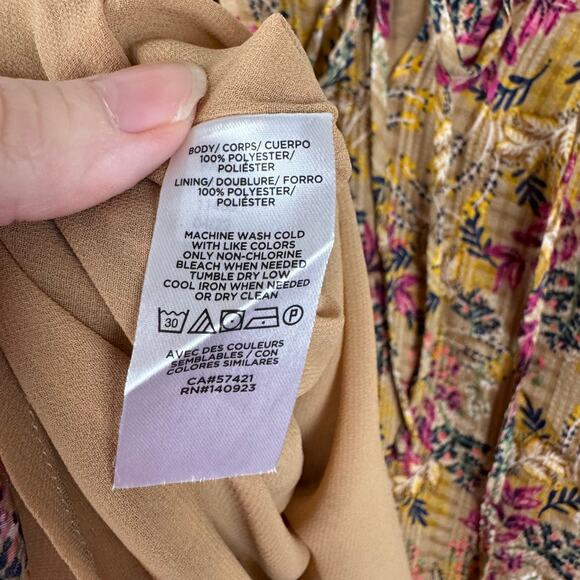 BODY/ CORPS/ CUERPO
100% POLYESTER/
POLIÉSTER
LINING/ DOUBLURE/ FORRO
100% POLYESTER/
POLIÉSTER
MACHINE WASH COLD
WITH LIKE COLORS
ONLY NON-CHLORINE
BLEACH WHEN NEEDED
TUMBLE DRY LOW
COOL IRON WHEN NEEDED
OR DRY CLEAN
30 P
AVEC DES COULEURS
SEMBLABLES / CON
COLORES SIMILARES
CA#57421
RN#140923